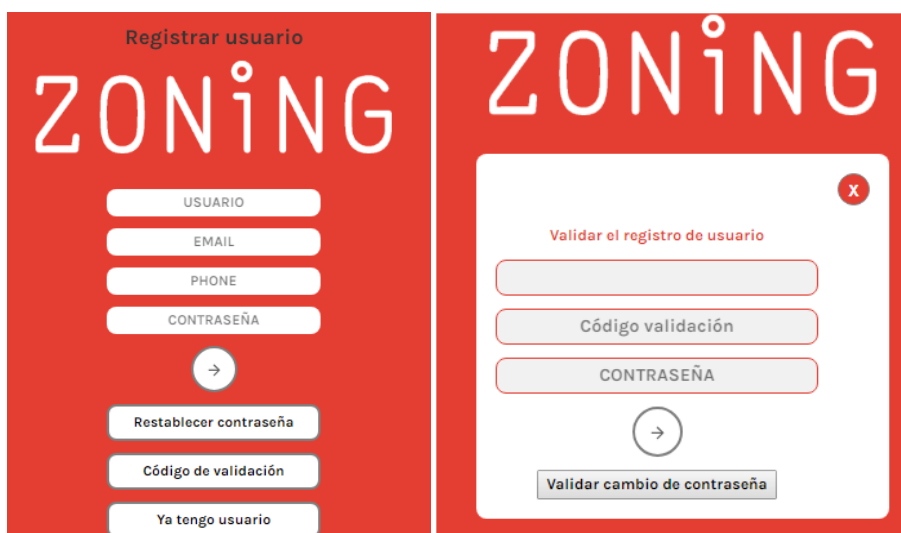 Registrar usuario
ZONiNG
USUARIO
EMAIL
PHONE
CONTRASEÑA
→
Restablecer contraseña
Código de validación
Ya tengo usuario
ZONiNG
X
Validar el registro de usuario
Código validación
CONTRASEÑA
→
Validar cambio de contraseña